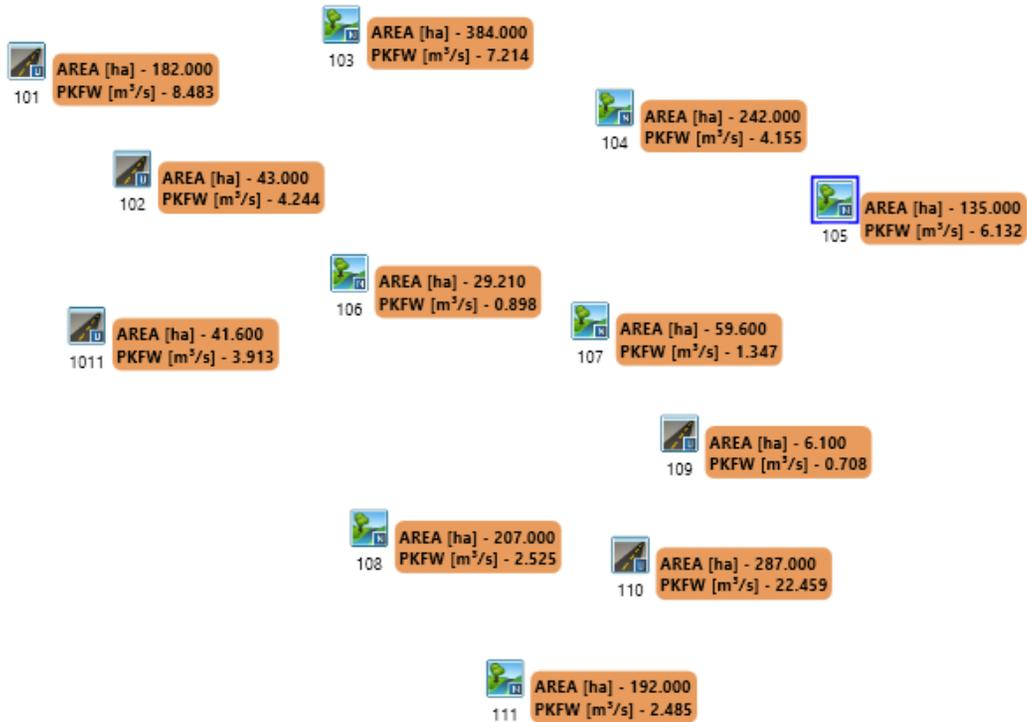 103
AREA [ha] - 384.000
PKFW [m³/s] - 7.214
U
101
AREA [ha] - 182.000
PKFW [m³/s] - 8.483
N
104
AREA [ha] - 242.000
PKFW [m³/s] - 4.155
U
102
AREA [ha] - 43.000
PKFW [m³/s] - 4.244
N
105
AREA [ha] - 135.000
PKFW [m³/s] - 6.132
N
106
AREA [ha] - 29.210
PKFW [m³/s] - 0.898
U
1011
AREA [ha] - 41.600
PKFW [m³/s] - 3.913
N
107
AREA [ha] - 59.600
PKFW [m³/s] - 1.347
U
109
AREA [ha] - 6.100
PKFW [m³/s] - 0.708
N
108
AREA [ha] - 207.000
PKFW [m³/s] - 2.525
U
110
AREA [ha] - 287.000
PKFW [m³/s] - 22.459
N
111
AREA [ha] - 192.000
PKFW [m³/s] - 2.485